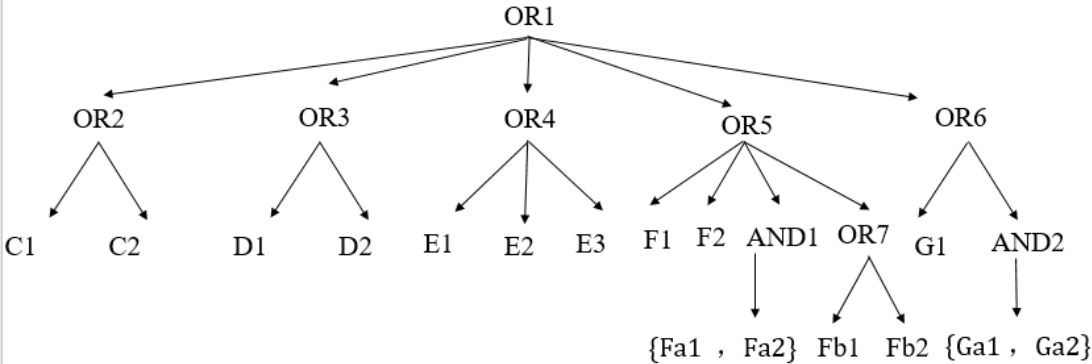 OR1
OR2 OR3 OR4 OR5 OR6
C1 C2 D1 D2 E1 E2 E3 F1 F2 AND1 OR7 G1 AND2
{Fa1 , Fa2} Fb1 Fb2 {Ga1 , Ga2}